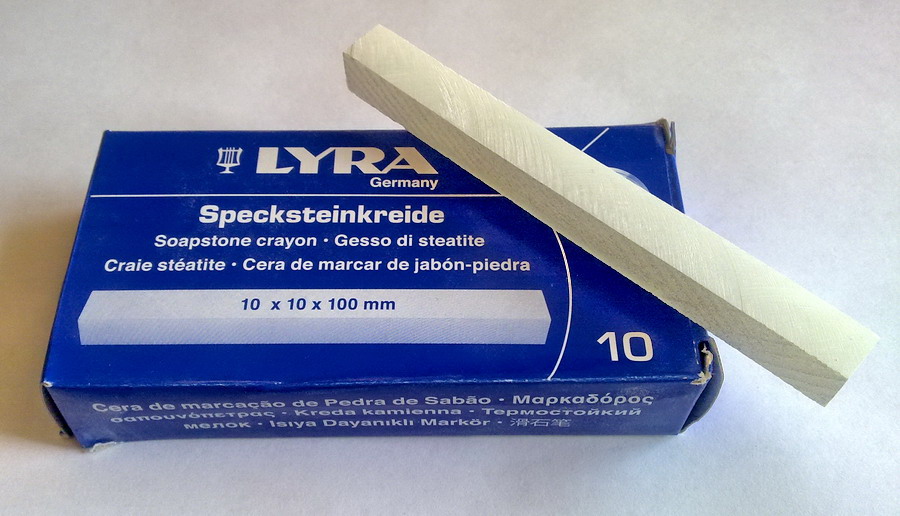 LYRA
Germany
Specksteinkreide
Soapstone crayon · Gesso di steatite
Craie stéatite · Cera de marcar de jabón-piedra
10 x 10 x 100 mm
10
Cera de marcação de Pedra de Sabão · Μαρκαδόρος
σαπουνόπετρας · Kreda kamienna · Термостойкий
мелок · Isıya Dayanıklı Markör · 滑石笔